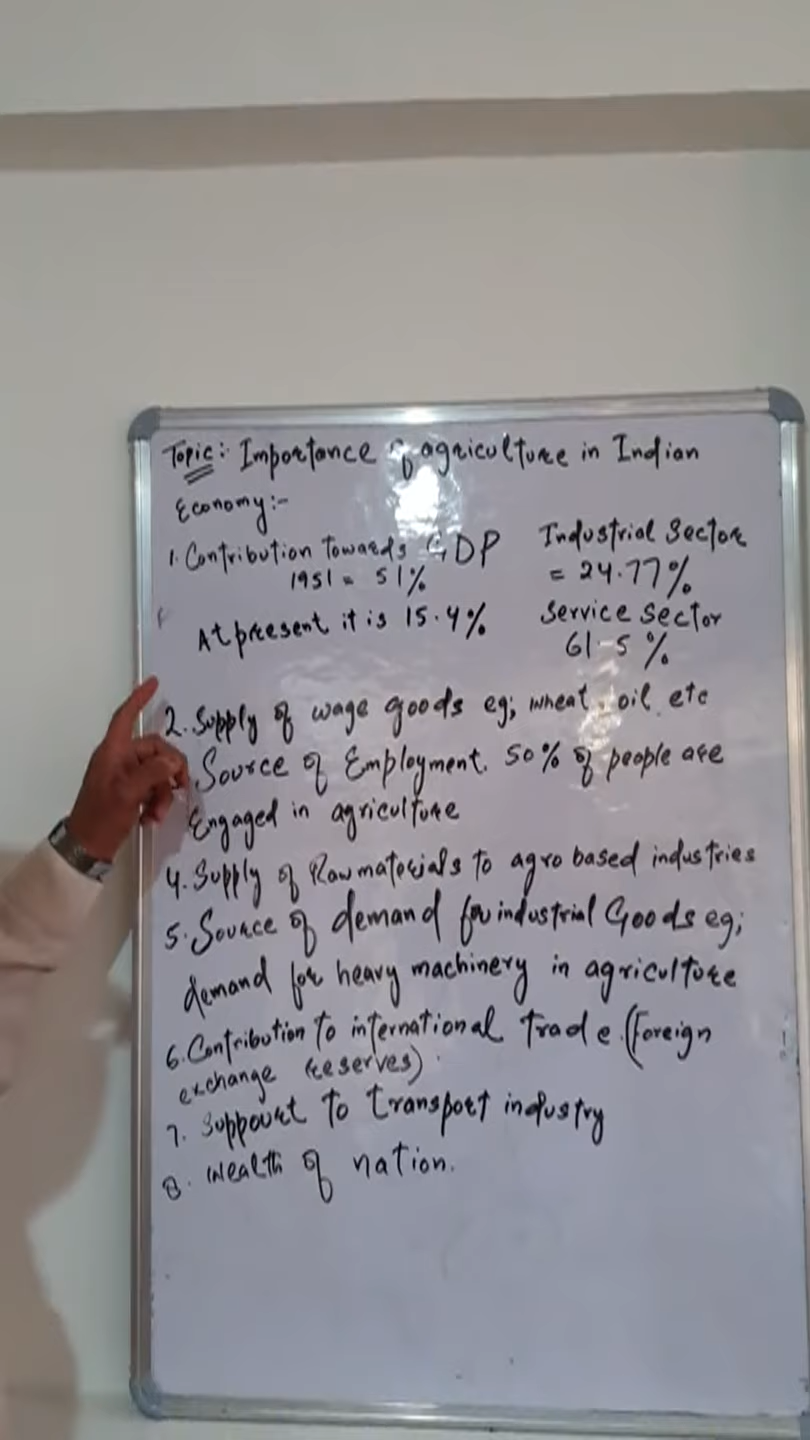 Topic: Importance of agriculture in Indian
Economy:-
1. Contribution Towards GDP
1951 = 51%
At present it is 15.4%
Industrial Sector
= 24.77%
Service Sector
61.5%
2. Supply of wage goods eg; wheat, oil etc
Source of Employment. 50% of people are
Engaged in agriculture
4. Supply of Raw materials to agro based industries
5. Source of demand for industrial Goods eg;
demand for heavy machinery in agriculture
6. Contribution to international trade. (Foreign
exchange reserves).
7. Suppourt to transport industry
8. Wealth of nation.